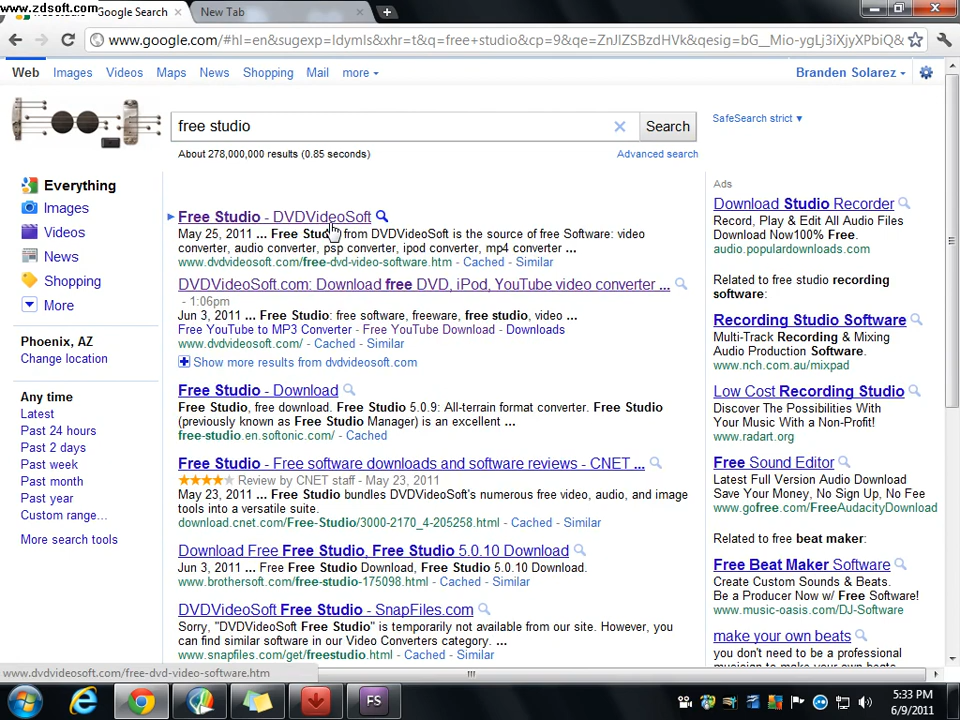 www.zdsoft.com
Google Search
New Tab
www.google.com/#hl=en&sugexp=ldymls&xhr=t&q=free+studio&cp=9&qe=ZnJlZSBzdHVk&qesig=bG__Mio-ygLj3iXjyXPbiQ&
Web Images Videos Maps News Shopping Mail more
Branden Solarez
free studio
Search
SafeSearch strict ▼
About 278,000,000 results (0.85 seconds)
Advanced search
Everything
Images
Videos
News
Shopping
More
Phoenix, AZ
Change location
Any time
Latest
Past 24 hours
Past 2 days
Past week
Past month
Past year
Custom range...
More search tools
Free Studio - DVDVideoSoft
May 25, 2011 ... Free Studio from DVDVideoSoft is the source of free Software: video
converter, audio converter, psp converter, ipod converter, mp4 converter ...
www.dvdvideosoft.com/free-dvd-video-software.htm - Cached - Similar
DVDVideoSoft.com: Download free DVD, iPod, YouTube video converter ...
- 1:06pm
Jun 3, 2011 ... Free Studio: free software, freeware, free studio, video ...
Free YouTube to MP3 Converter - Free YouTube Download - Downloads
www.dvdvideosoft.com/ - Cached - Similar
Show more results from dvdvideosoft.com
Free Studio - Download
Free Studio, free download. Free Studio 5.0.9: All-terrain format converter. Free Studio
(previously known as Free Studio Manager) is an excellent ...
free-studio.en.softonic.com/ - Cached
Free Studio - Free software downloads and software reviews - CNET ...
Review by CNET staff - May 23, 2011
May 23, 2011 ... Free Studio bundles DVDVideoSoft's numerous free video, audio, and image
tools into a versatile suite.
download.cnet.com/Free-Studio/3000-2170_4-205258.html - Cached - Similar
Download Free Free Studio, Free Studio 5.0.10 Download
Jun 3, 2011 ... Free Free Studio Download, Free Studio 5.0.10 Download.
www.brothersoft.com/free-studio-175098.html - Cached - Similar
DVDVideoSoft Free Studio - SnapFiles.com
Sorry, "DVDVideoSoft Free Studio" is temporarily not available from our site. However, you
can find similar software in our Video Converters category. ...
www.snapfiles.com/get/freestudio.html - Cached - Similar
Ads
Download Studio Recorder
Record, Play & Edit All Audio Files
Download Now100% Free.
audio.populardownloads.com
Related to free studio recording
software:
Recording Studio Software
Multi-Track Recording & Mixing
Audio Production Software.
www.nch.com.au/mixpad
Low Cost Recording Studio
Discover The Possibilities With
Your Music With a Non-Profit!
www.radart.org
Free Sound Editor
Latest Full Version Audio Download
Save Your Money, No Sign Up, No Fee
www.gofree.com/FreeAudacityDownload
Related to free beat maker:
Free Beat Maker Software
Create Custom Sounds & Beats.
Be a Producer Now w/ Free Software!
www.music-oasis.com/DJ-Software
make your own beats
you don't need to be a professional
www.dvdvideosoft.com/free-dvd-video-software.htm
FS
5:33 PM
6/9/2011